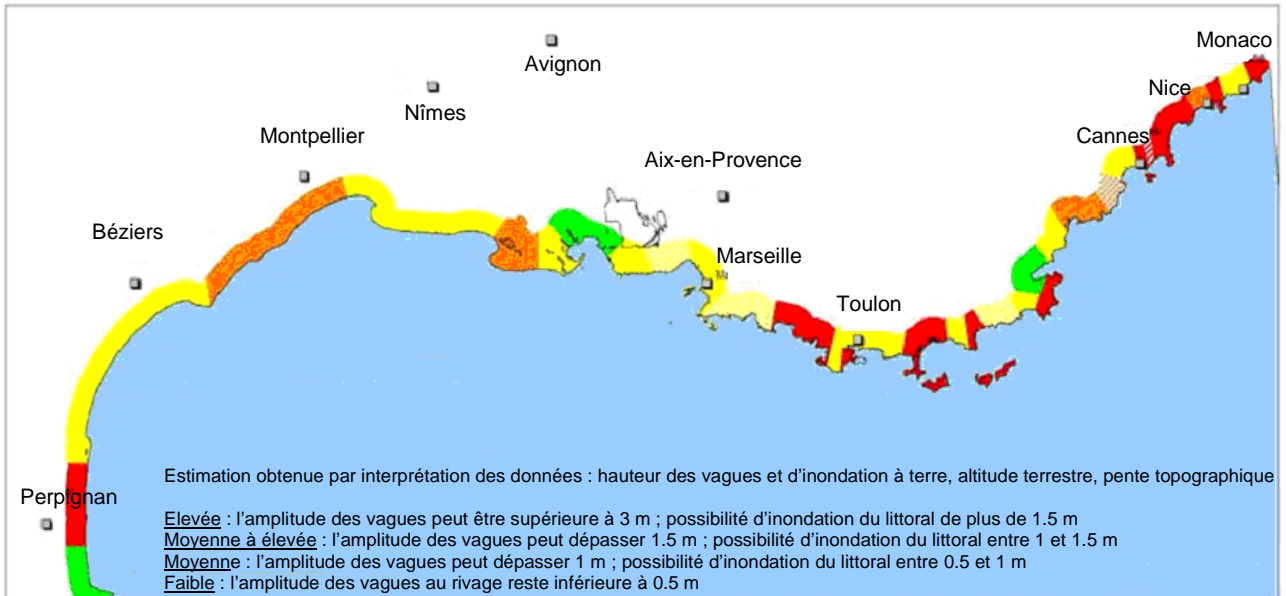 Monaco
Avignon
Nice
Nîmes
Montpellier
Cannes
Aix-en-Provence
Béziers
Marseille
Toulon
Estimation obtenue par interprétation des données : hauteur des vagues et d’inondation à terre, altitude terrestre, pente topographique
Perpignan
Elevée : l’amplitude des vagues peut être supérieure à 3 m ; possibilité d’inondation du littoral de plus de 1.5 m
Moyenne à élevée : l’amplitude des vagues peut dépasser 1.5 m ; possibilité d’inondation du littoral entre 1 et 1.5 m
Moyenne : l’amplitude des vagues peut dépasser 1 m ; possibilité d’inondation du littoral entre 0.5 et 1 m
Faible : l’amplitude des vagues au rivage reste inférieure à 0.5 m